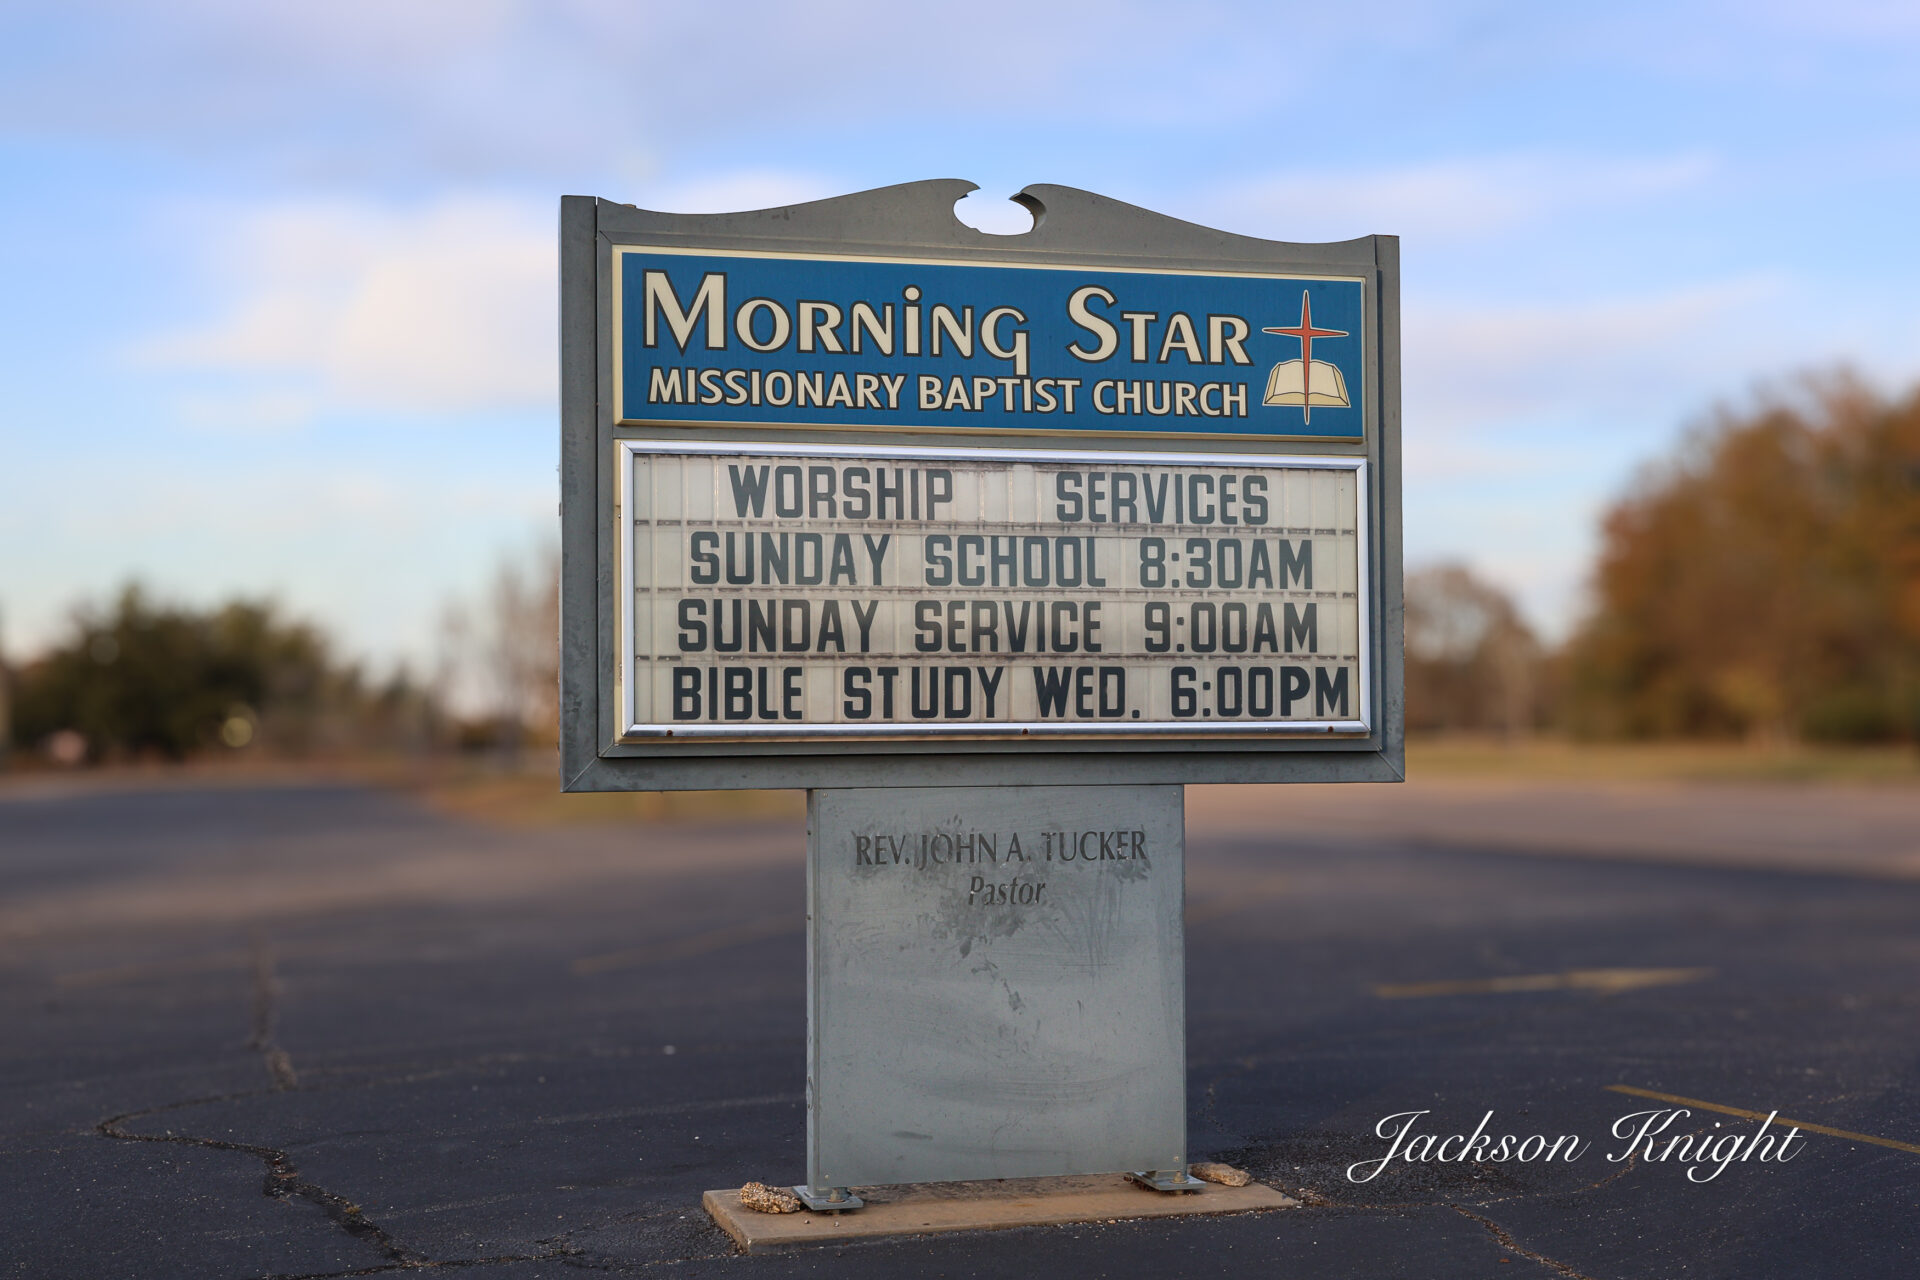 MORNiNG STAR
MISSIONARY BAPTIST CHURCH
WORSHIP SERVICES
SUNDAY SCHOOL 8:30AM
SUNDAY SERVICE 9:00AM
BIBLE STUDY WED. 6:00PM
REV. JOHN A. TUCKER
Pastor
Jackson Knight